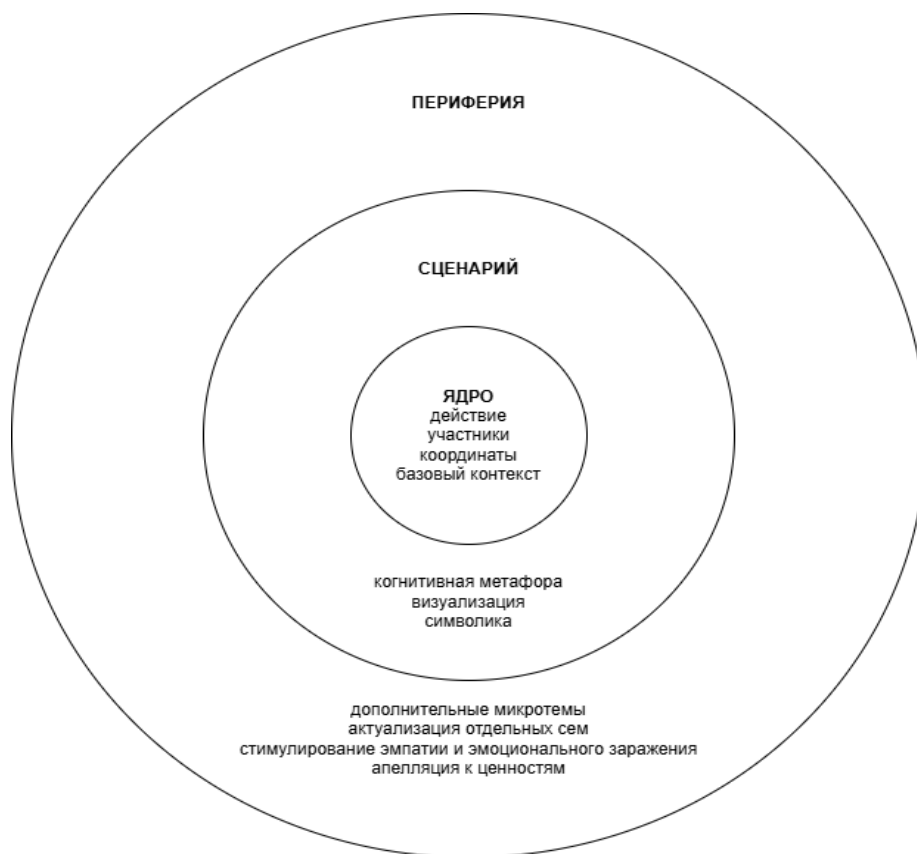 ПЕРИФЕРИЯ
СЦЕНАРИЙ
ЯДРО
действие
участники
координаты
базовый контекст
когнитивная метафора
визуализация
символика
дополнительные микротемы
актуализация отдельных сем
стимулирование эмпатии и эмоционального заражения
апелляция к ценностям